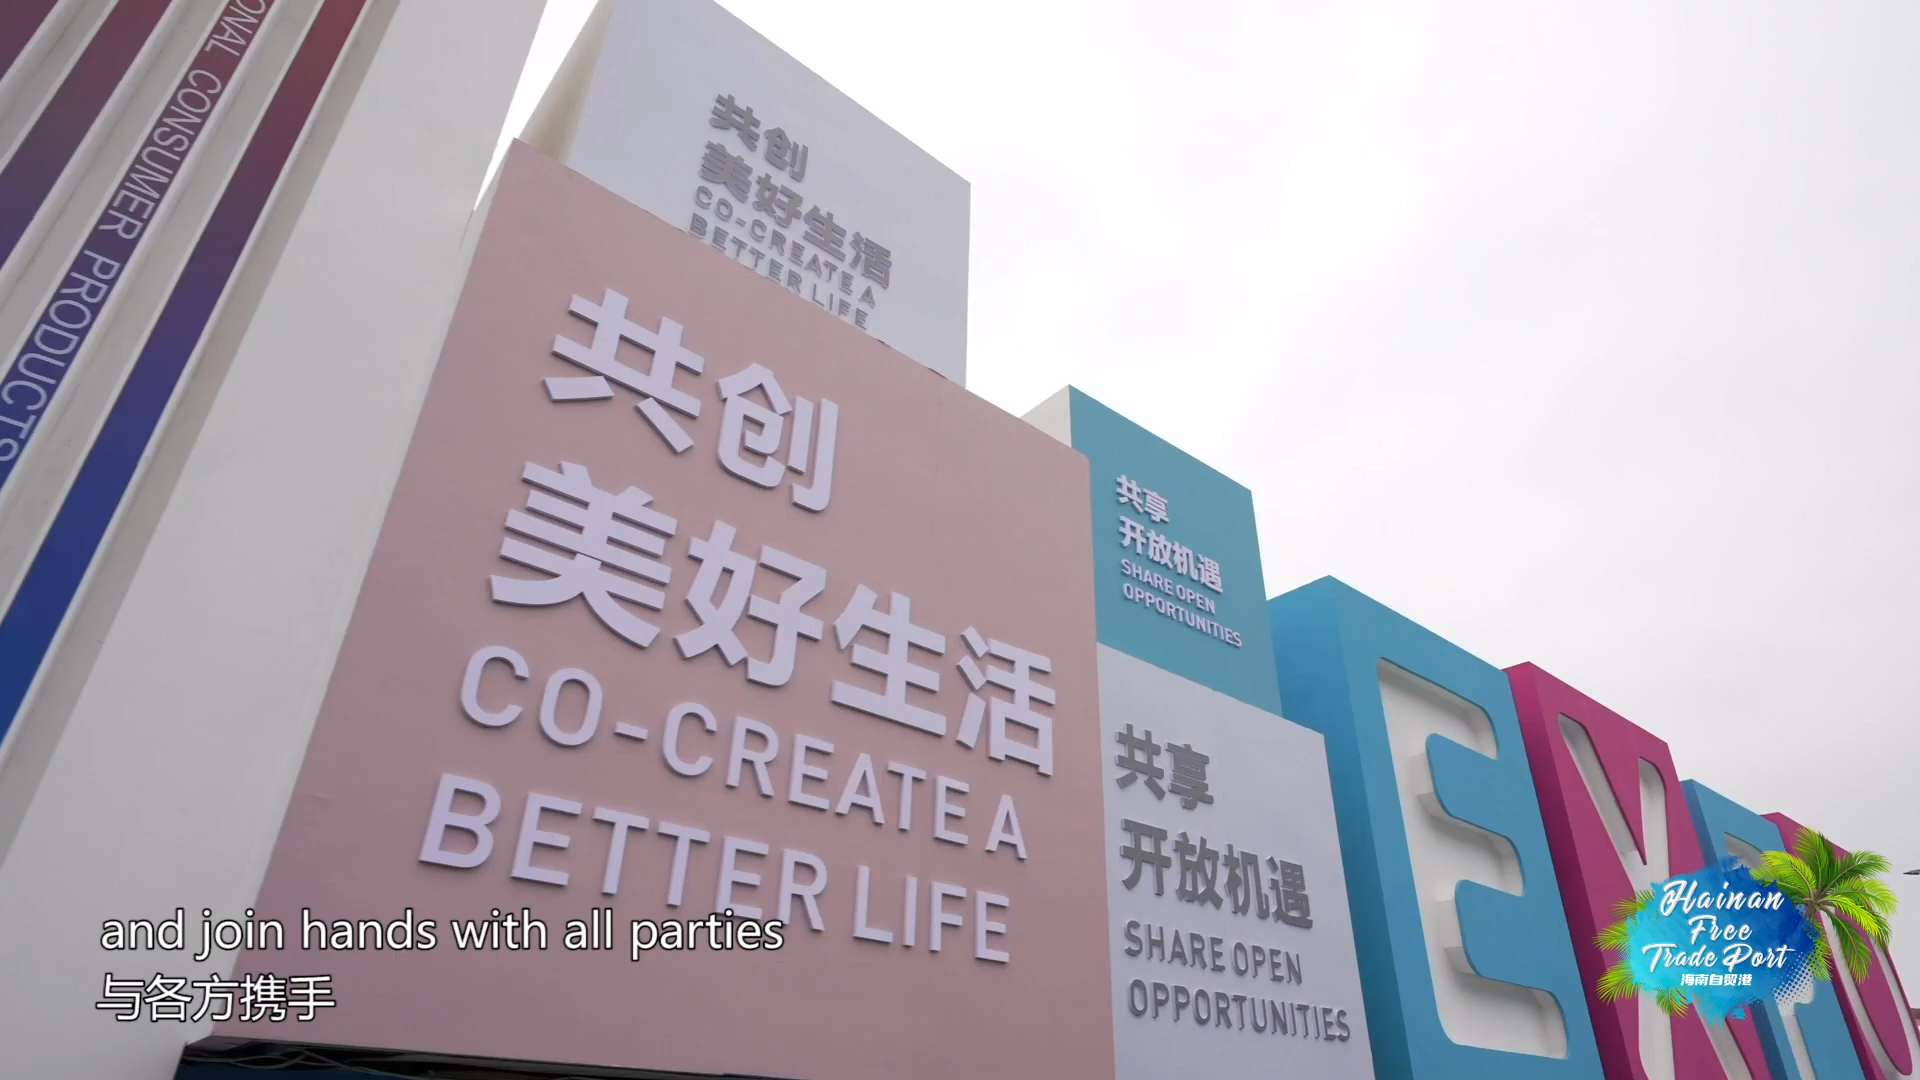 ONAL CONSUMER PRODUCTS
共创
美好生活
CO-CREATE A
BETTER LIFE
共创
美好生活
CO-CREATE A
BETTER LIFE
共享
开放机遇
SHARE OPEN
OPPORTUNITIES
共享
开放机遇
SHARE OPEN
OPPORTUNITIES
EXPO
and join hands with all parties
与各方携手
Hainan
Free
Trade Port
海南自贸港